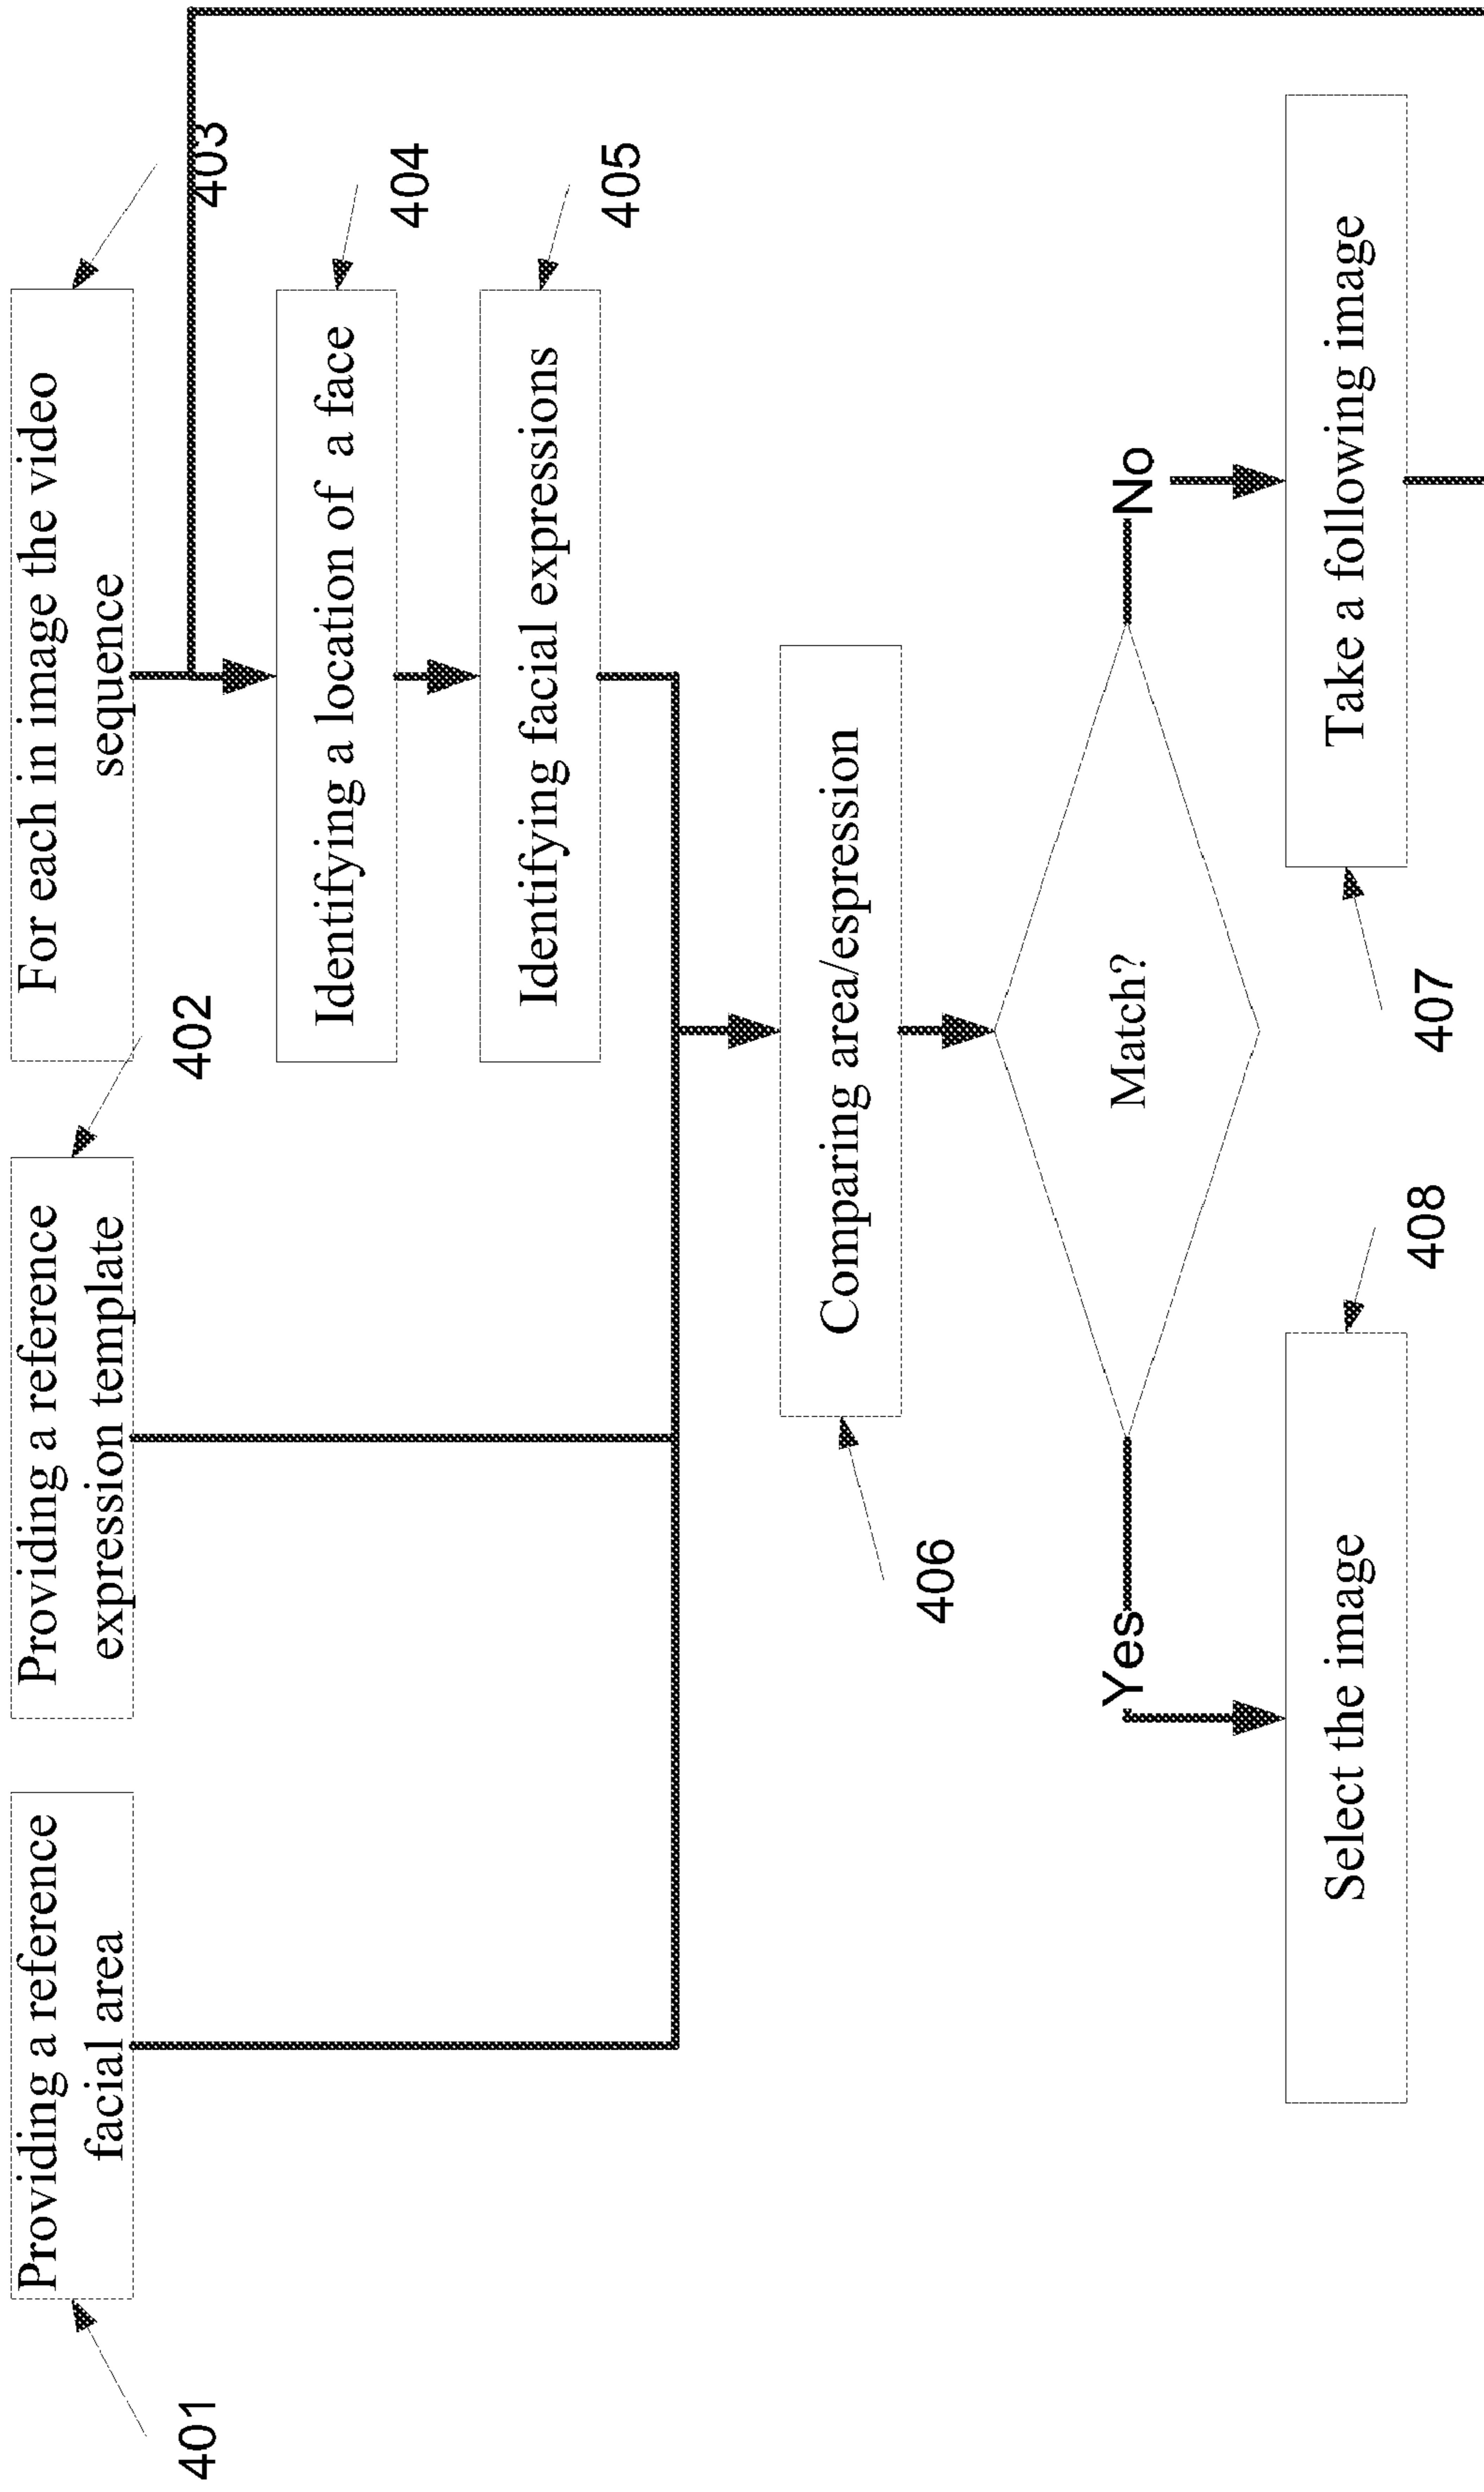 Providing a reference
facial area
401
Providing a reference
expression template
402
For each in image the video
sequence
403
Identifying a location of a face
404
Identifying facial expressions
405
Comparing area/espression
406
Match?
Yes
No
Select the image
408
Take a following image
407